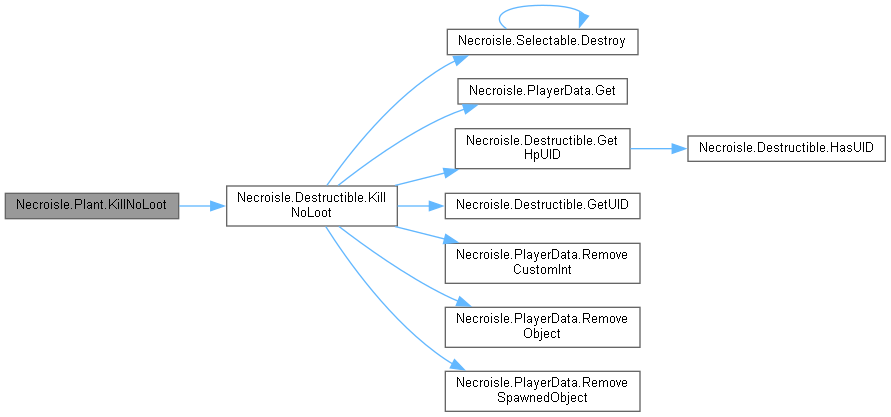 Necroisle.Plant.KillNoLoot
Necroisle.Destructible.Kill
NoLoot
Necroisle.Selectable.Destroy
Necroisle.PlayerData.Get
Necroisle.Destructible.Get
HpUID
Necroisle.Destructible.HasUID
Necroisle.Destructible.GetUID
Necroisle.PlayerData.Remove
CustomInt
Necroisle.PlayerData.Remove
Object
Necroisle.PlayerData.Remove
SpawnedObject